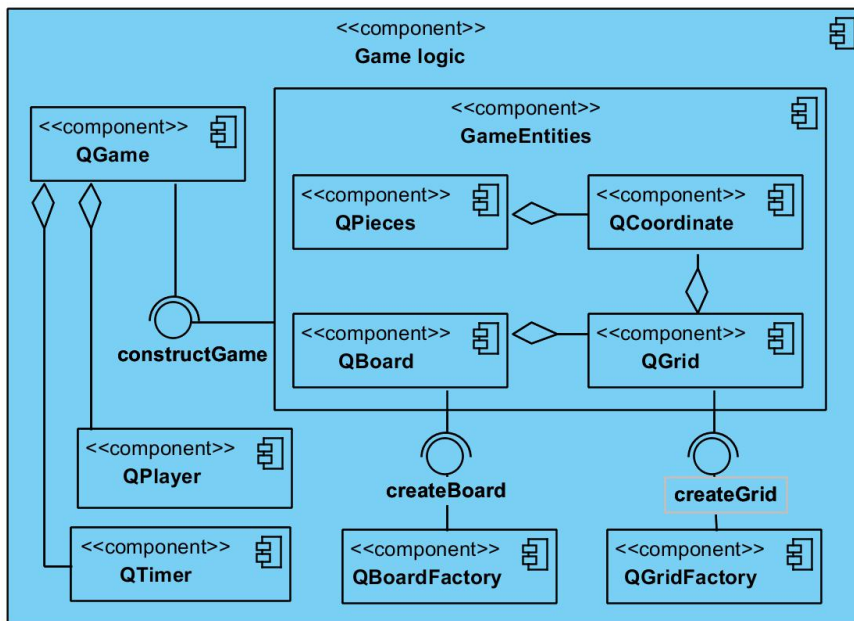 <<component>>
Game logic
<<component>>
QGame
<<component>>
GameEntities
<<component>>
QPieces
<<component>>
QCoordinate
constructGame
<<component>>
QBoard
<<component>>
QGrid
<<component>>
QPlayer
createBoard
createGrid
<<component>>
QTimer
<<component>>
QBoardFactory
<<component>>
QGridFactory